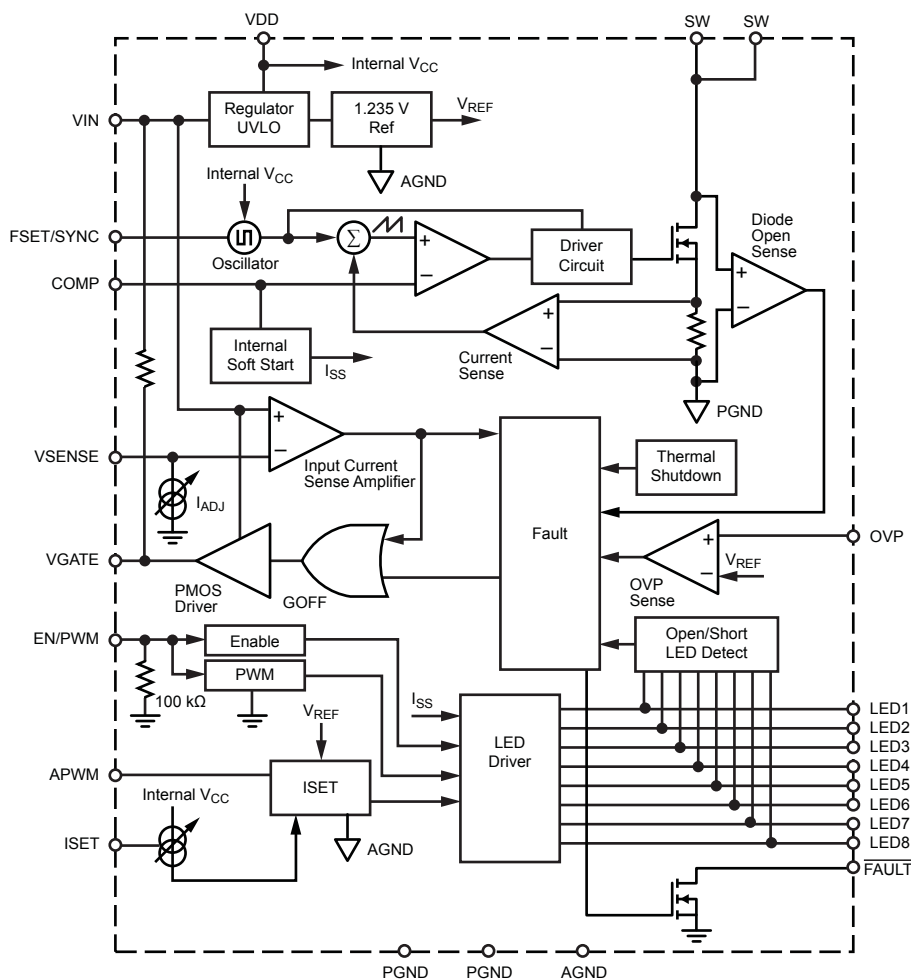 VDD
SW
SW
Internal VCC
VIN
Regulator
UVLO
1.235 V
Ref
VREF
AGND
Internal VCC
FSET/SYNC
Oscillator
Σ
+
−
Driver
Circuit
Diode
Open
Sense
+
−
COMP
Internal
Soft Start
ISS
+
−
Current
Sense
PGND
+
−
VSENSE
IADJ
Input Current
Sense Amplifier
Thermal
Shutdown
Fault
VGATE
PMOS
Driver
GOFF
+
−
VREF
OVP
OVP
Sense
EN/PWM
Enable
PWM
100 kΩ
Open/Short
LED Detect
ISS
VREF
LED
Driver
LED1
LED2
LED3
LED4
LED5
LED6
LED7
LED8
APWM
ISET
Internal VCC
AGND
ISET
FAULT
PGND
PGND
AGND